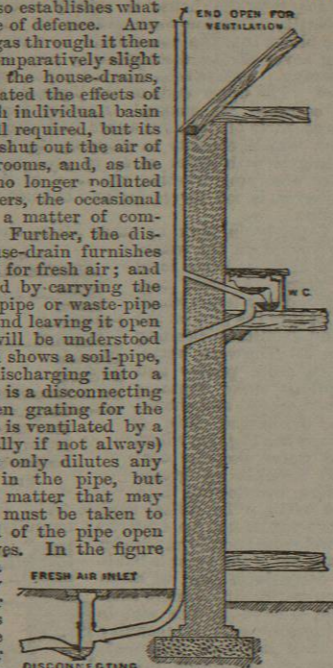 so establishes what
e of defence. Any
gas through it then
mparatively slight
the house-drains,
ated the effects of
h individual basin
ll required, but its
shut out the air of
rooms, and, as the
no longer polluted
ers, the occasional
a matter of com-
Further, the dis-
se-drain furnishes
for fresh air; and
d by carrying the
pipe or waste-pipe
nd leaving it open
will be understood
shows a soil-pipe,
ischarging into a
is a disconnecting
en grating for the
is ventilated by a
lly if not always)
only dilutes any
in the pipe, but
matter that may
must be taken to
of the pipe open
ves. In the figure
END OPEN FOR
VENTILATION
W C
FRESH AIR INLET
DISCONNECTING